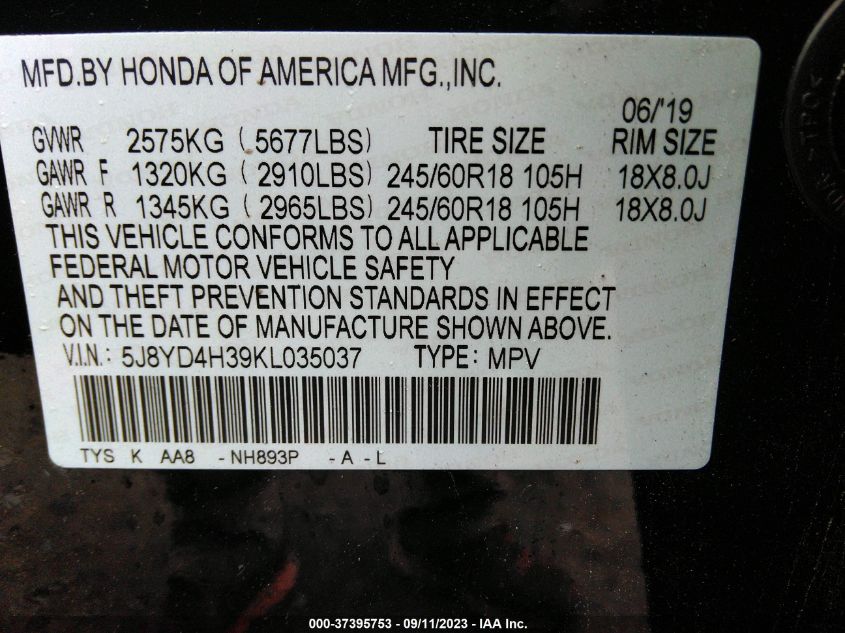 MFD.BY HONDA OF AMERICA MFG.,INC.
06/'19
GVWR 2575KG ( 5677LBS) TIRE SIZE RIM SIZE
GAWR F 1320KG ( 2910LBS) 245/60R18 105H 18X8.0J
GAWR R 1345KG ( 2965LBS) 245/60R18 105H 18X8.0J
THIS VEHICLE CONFORMS TO ALL APPLICABLE
FEDERAL MOTOR VEHICLE SAFETY
AND THEFT PREVENTION STANDARDS IN EFFECT
ON THE DATE OF MANUFACTURE SHOWN ABOVE.
V.I.N.: 5J8YD4H39KL035037 TYPE: MPV
TYS K AA8 -NH893P -A -L
000-37395753 - 09/11/2023 - IAA Inc.